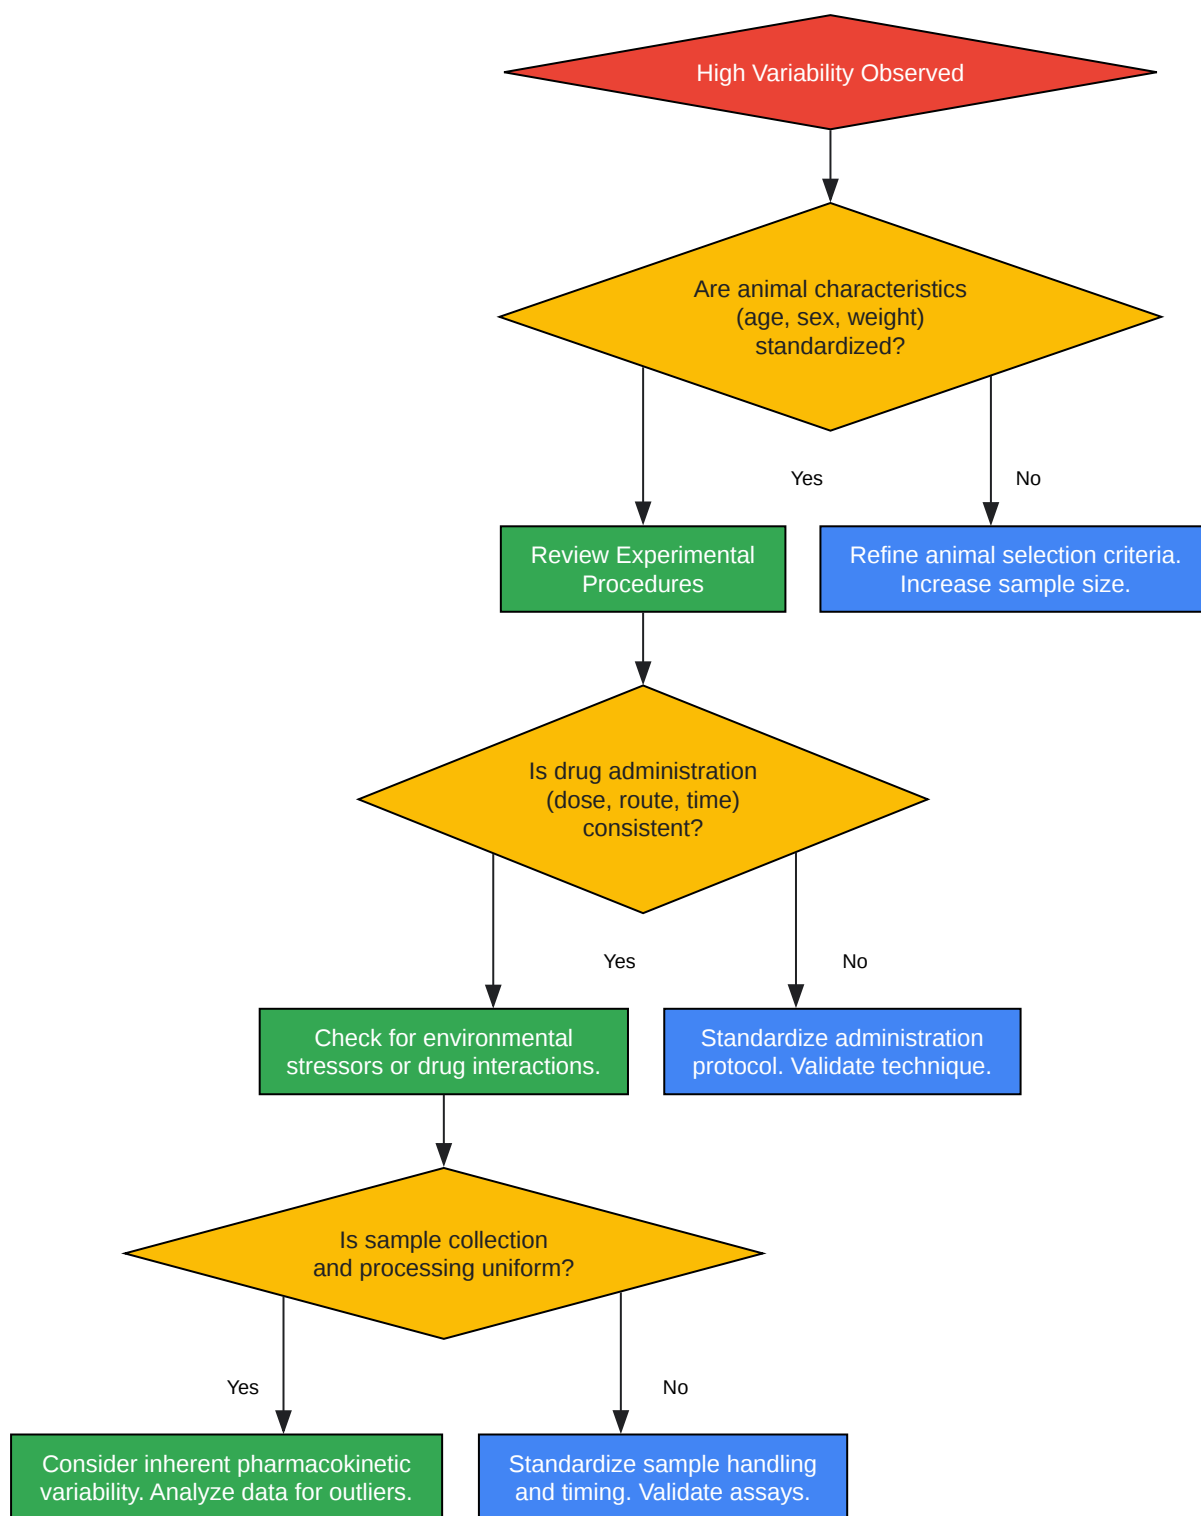 High Variability Observed
Are animal characteristics
(age, sex, weight)
standardized?
Yes
No
Review Experimental
Procedures
Refine animal selection criteria.
Increase sample size.
Is drug administration
(dose, route, time)
consistent?
Yes
No
Check for environmental
stressors or drug interactions.
Standardize administration
protocol. Validate technique.
Is sample collection
and processing uniform?
Yes
No
Consider inherent pharmacokinetic
variability. Analyze data for outliers.
Standardize sample handling
and timing. Validate assays.